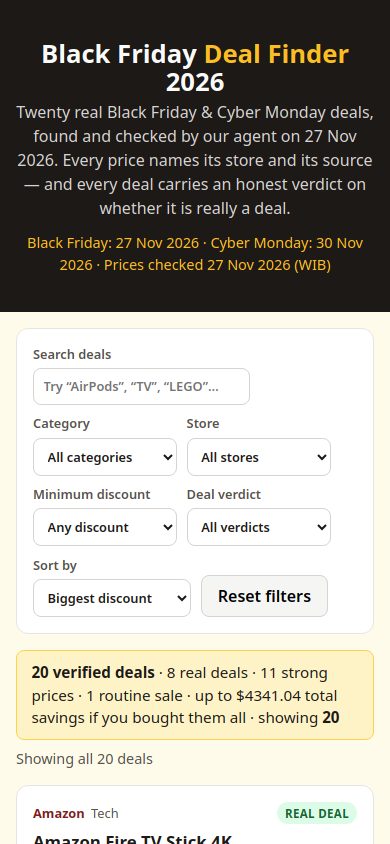 Black Friday Deal Finder
2026
Twenty real Black Friday & Cyber Monday deals,
found and checked by our agent on 27 Nov
2026. Every price names its store and its source
— and every deal carries an honest verdict on
whether it is really a deal.
Black Friday: 27 Nov 2026 · Cyber Monday: 30 Nov
2026 · Prices checked 27 Nov 2026 (WIB)
Search deals
Try “AirPods”, “TV”, “LEGO”…
Category Store
All categories All stores
Minimum discount Deal verdict
Any discount All verdicts
Sort by
Biggest discount Reset filters
20 verified deals · 8 real deals · 11 strong
prices · 1 routine sale · up to $4341.04 total
savings if you bought them all · showing 20
Showing all 20 deals
Amazon Tech REAL DEAL
Amazon Fire TV Stick 4K